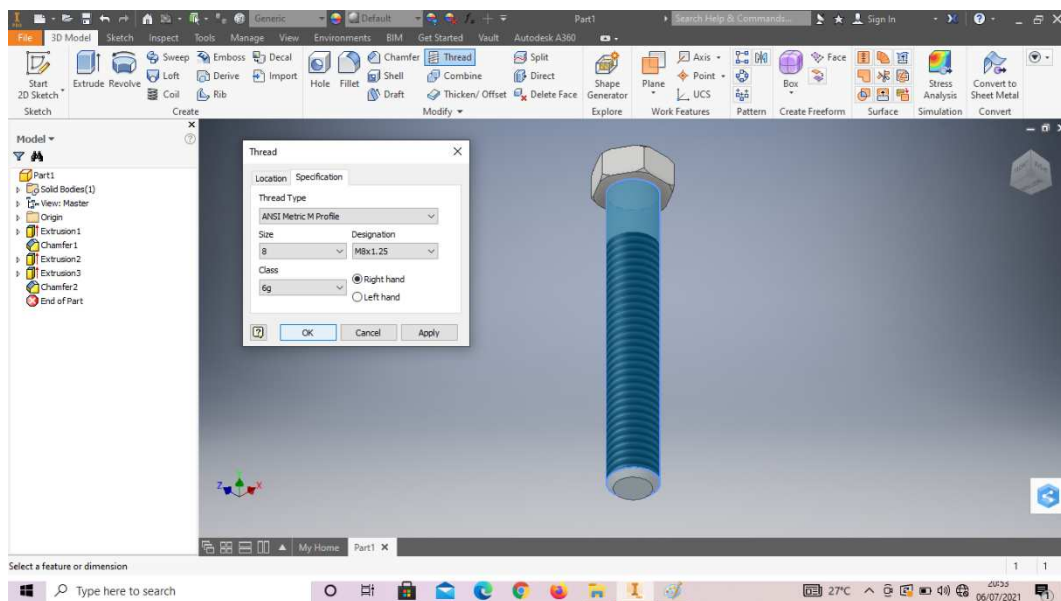 Generic
Default
Part1
Search Help & Commands...
Sign In
File 3D Model Sketch Inspect Tools Manage View Environments BIM Get Started Vault Autodesk A360
Start 2D Sketch
Extrude Revolve
Sweep Emboss Decal
Loft Derive Import
Coil Rib
Hole Fillet
Chamfer Thread Split
Shell Combine Direct
Draft Thicken/ Offset Delete Face
Shape Generator
Plane
Axis
Point
UCS
Box
Face
Stress Analysis
Convert to Sheet Metal
Sketch Create Modify Explore Work Features Pattern Create Freeform Surface Simulation Convert
Model
Part1
Solid Bodies(1)
View: Master
Origin
Extrusion1
Chamfer1
Extrusion2
Extrusion3
Chamfer2
End of Part
Thread
Location Specification
Thread Type
ANSI Metric M Profile
Size Designation
8 M8x1.25
Class
6g
Right hand
Left hand
OK Cancel Apply
Z Y X
My Home Part1
Select a feature or dimension
1 1
Type here to search
27°C
20:53
06/07/2021